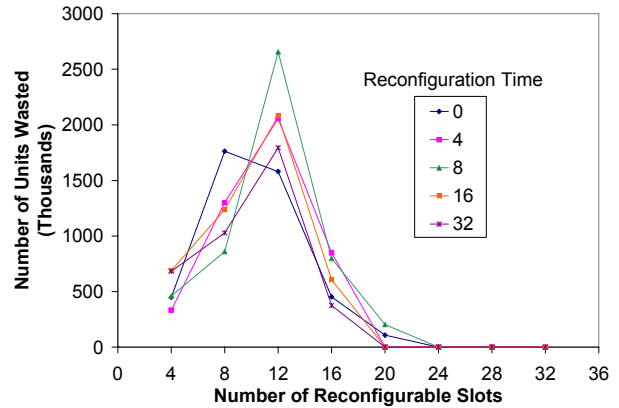 3000
2500
2000
1500
1000
500
0
Number of Units Wasted
(Thousands)
Reconfiguration Time
0
4
8
16
32
0 4 8 12 16 20 24 28 32 36
Number of Reconfigurable Slots